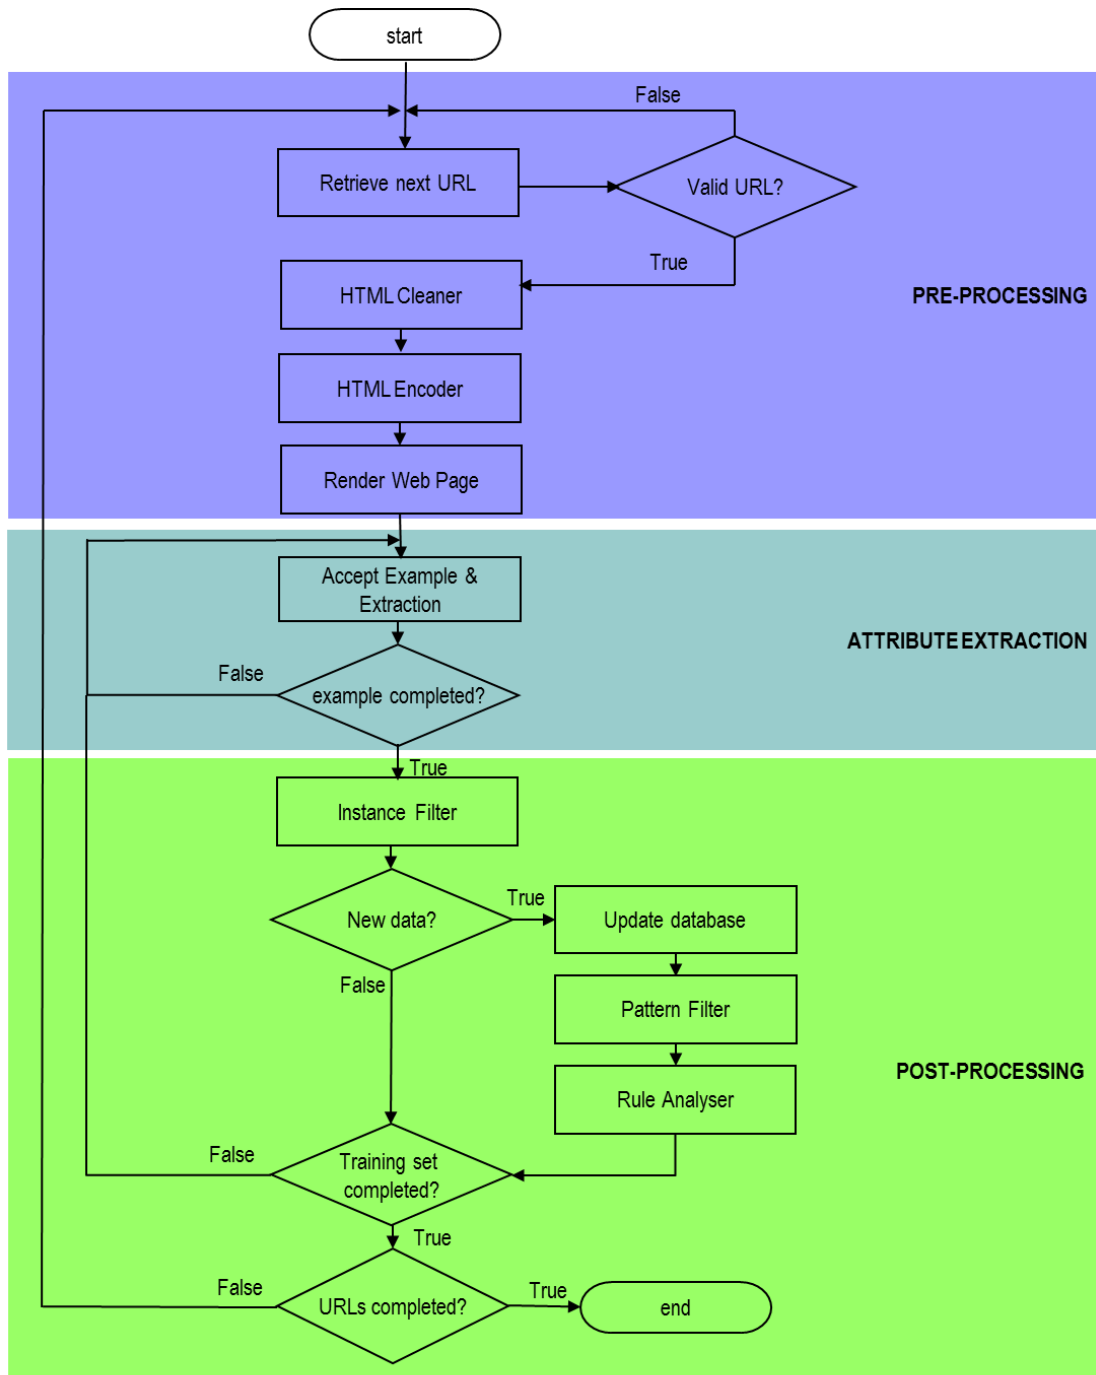 start
False
Retrieve next URL
Valid URL?
True
HTML Cleaner
PRE-PROCESSING
HTML Encoder
Render Web Page
Accept Example &
Extraction
ATTRIBUTE EXTRACTION
False
example completed?
True
Instance Filter
True
New data?
Update database
False
Pattern Filter
POST-PROCESSING
Rule Analyser
False
Training set
completed?
True
False
True
URLs completed?
end